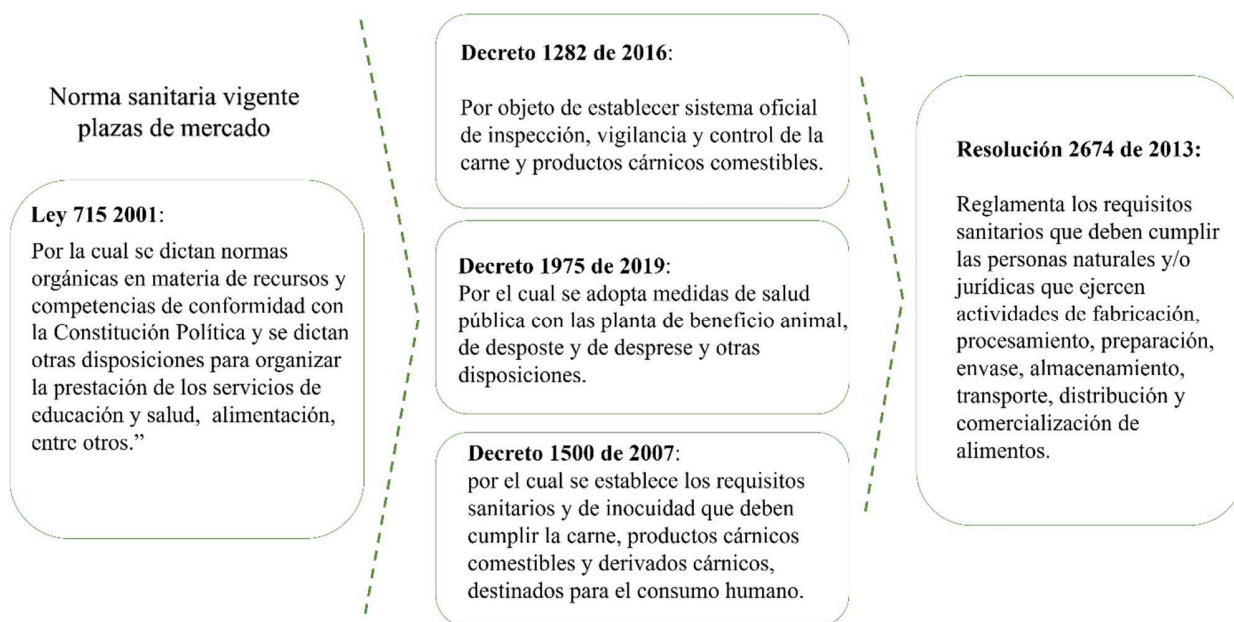 Norma sanitaria vigente
plazas de mercado
Ley 715 2001:
Por la cual se dictan normas
orgánicas en materia de recursos y
competencias de conformidad con
la Constitución Política y se dictan
otras disposiciones para organizar
la prestación de los servicios de
educación y salud, alimentación,
entre otros.”
Decreto 1282 de 2016:
Por objeto de establecer sistema oficial
de inspección, vigilancia y control de la
carne y productos cárnicos comestibles.
Decreto 1975 de 2019:
Por el cual se adopta medidas de salud
pública con las planta de beneficio animal,
de desposte y de desprese y otras
disposiciones.
Decreto 1500 de 2007:
por el cual se establece los requisitos
sanitarios y de inocuidad que deben
cumplir la carne, productos cárnicos
comestibles y derivados cárnicos,
destinados para el consumo humano.
Resolución 2674 de 2013:
Reglamenta los requisitos
sanitarios que deben cumplir
las personas naturales y/o
jurídicas que ejercen
actividades de fabricación,
procesamiento, preparación,
envase, almacenamiento,
transporte, distribución y
comercialización de
alimentos.